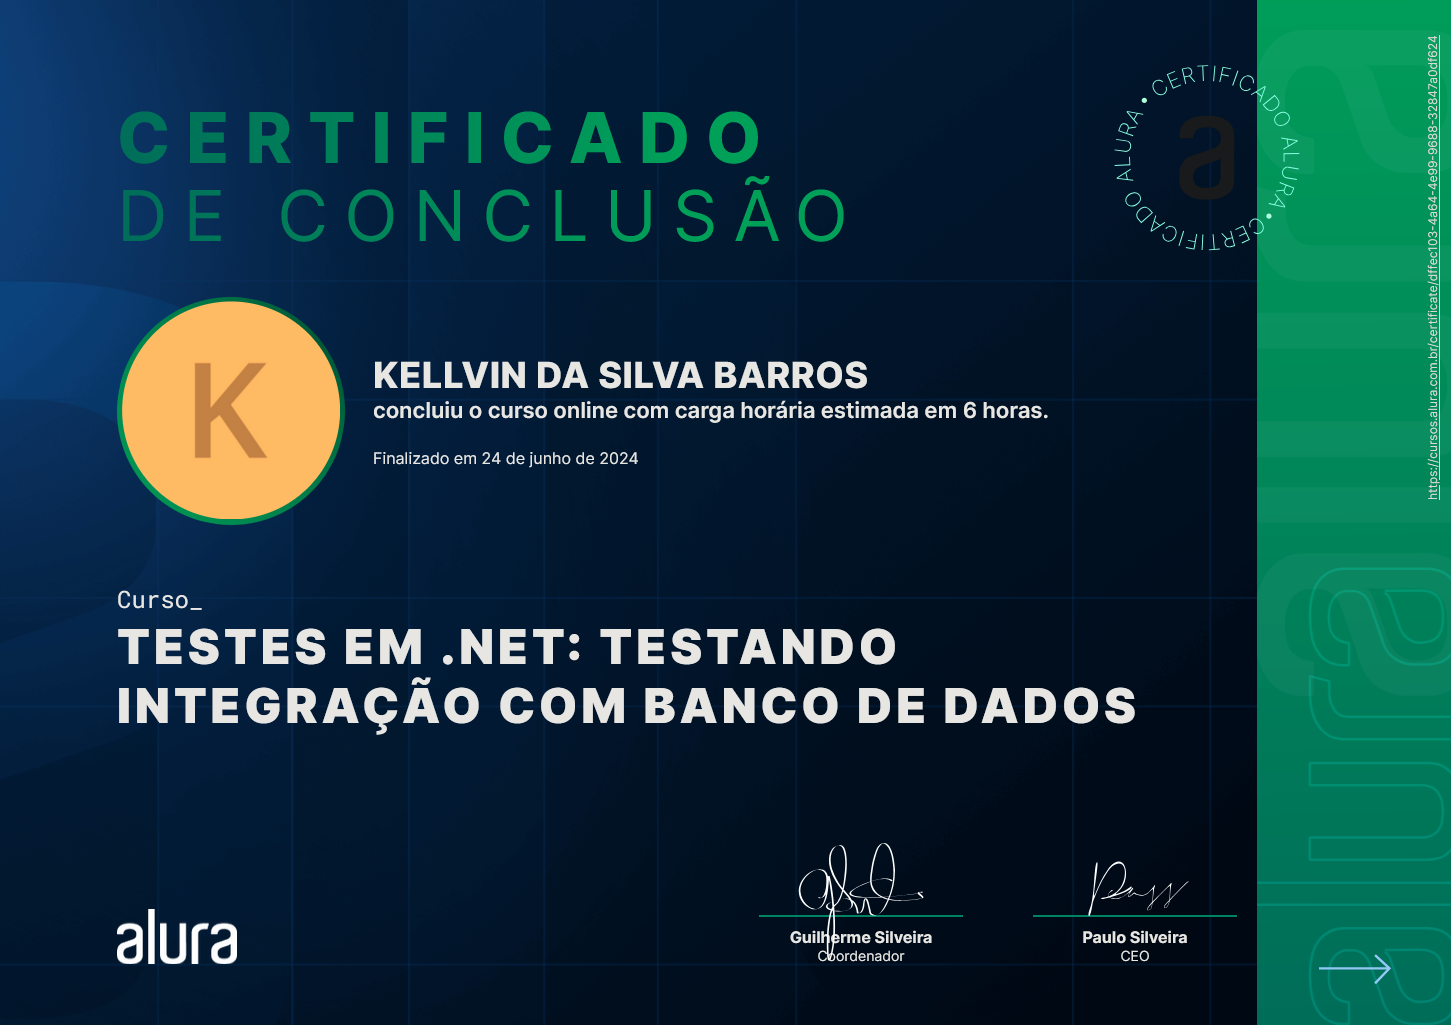 CERTIFICADO
DE CONCLUSÃO
CERTIFICADO ALURA • CERTIFICADO ALURA •
a
https://cursos.alura.com.br/certificate/dffec103-4a64-4e99-9688-32847a0df624
K
KELLVIN DA SILVA BARROS
concluiu o curso online com carga horária estimada em 6 horas.
Finalizado em 24 de junho de 2024
Curso_
TESTES EM .NET: TESTANDO
INTEGRAÇÃO COM BANCO DE DADOS
alura
Guilherme Silveira
Coordenador
Paulo Silveira
CEO
alura